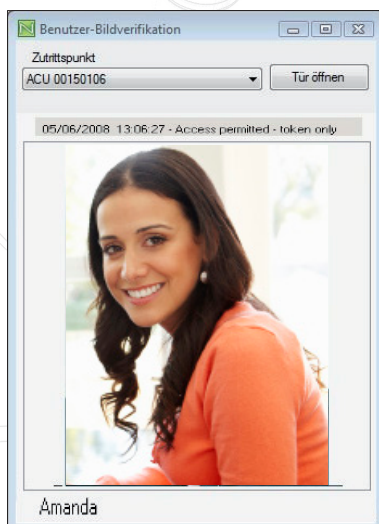 Benutzer-Bildverifikation
Zutrittspunkt
ACU 00150106
Tür öffnen
05/06/2008 13:06:27 - Access permitted - token only
Amanda